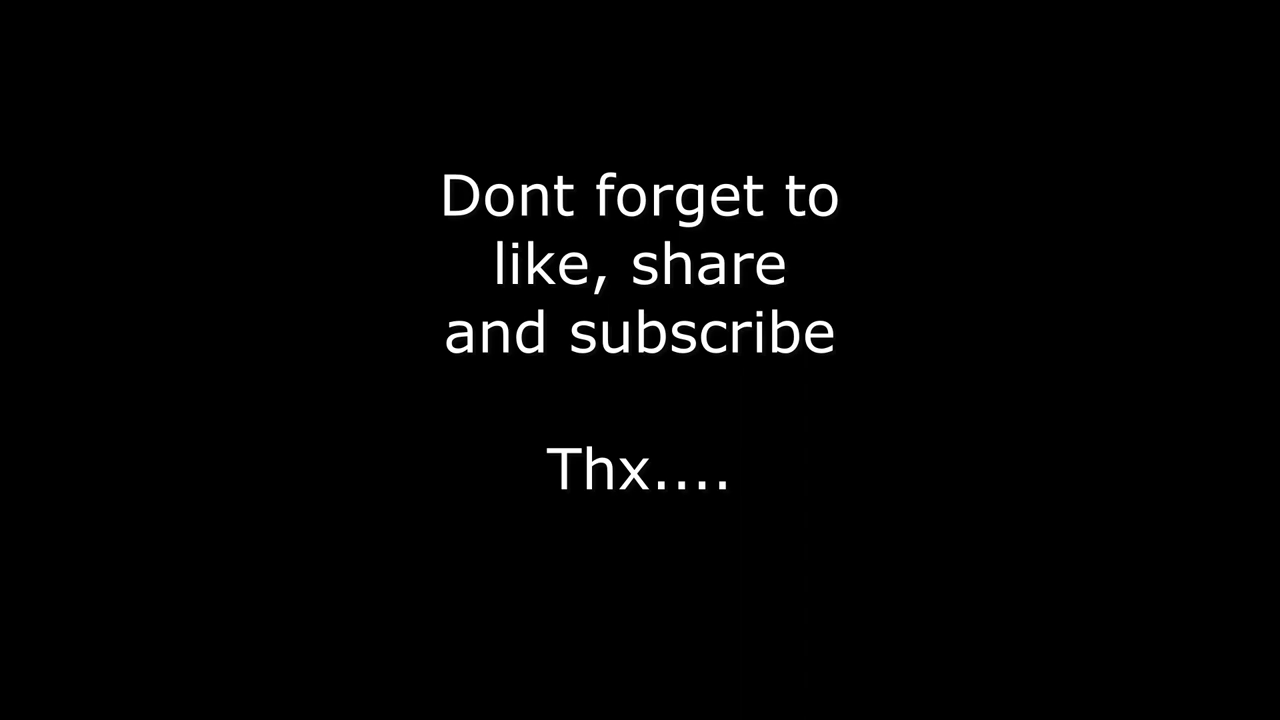 Dont forget to
like, share
and subscribe
Thx....